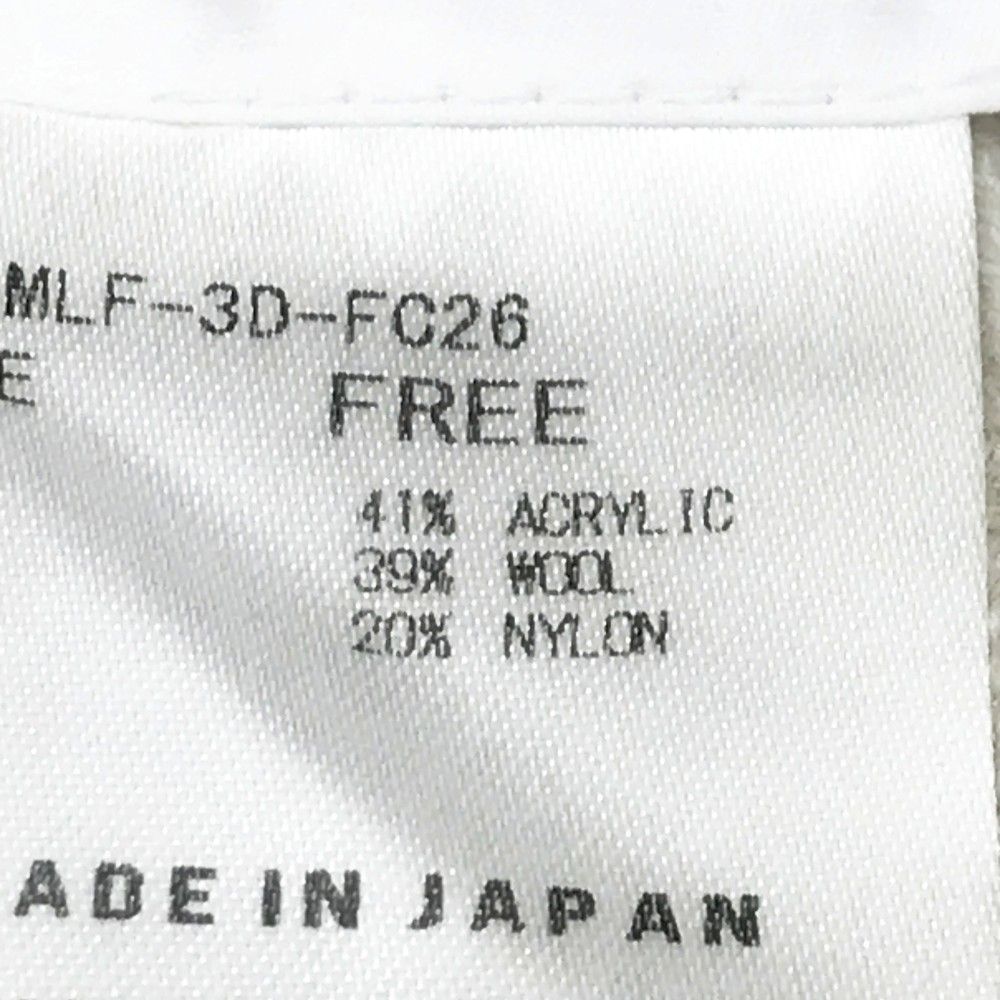 MLF-3D-FC26
E FREE
41% ACRYLIC
39% WOOL
20% NYLON
ADE IN JAPAN